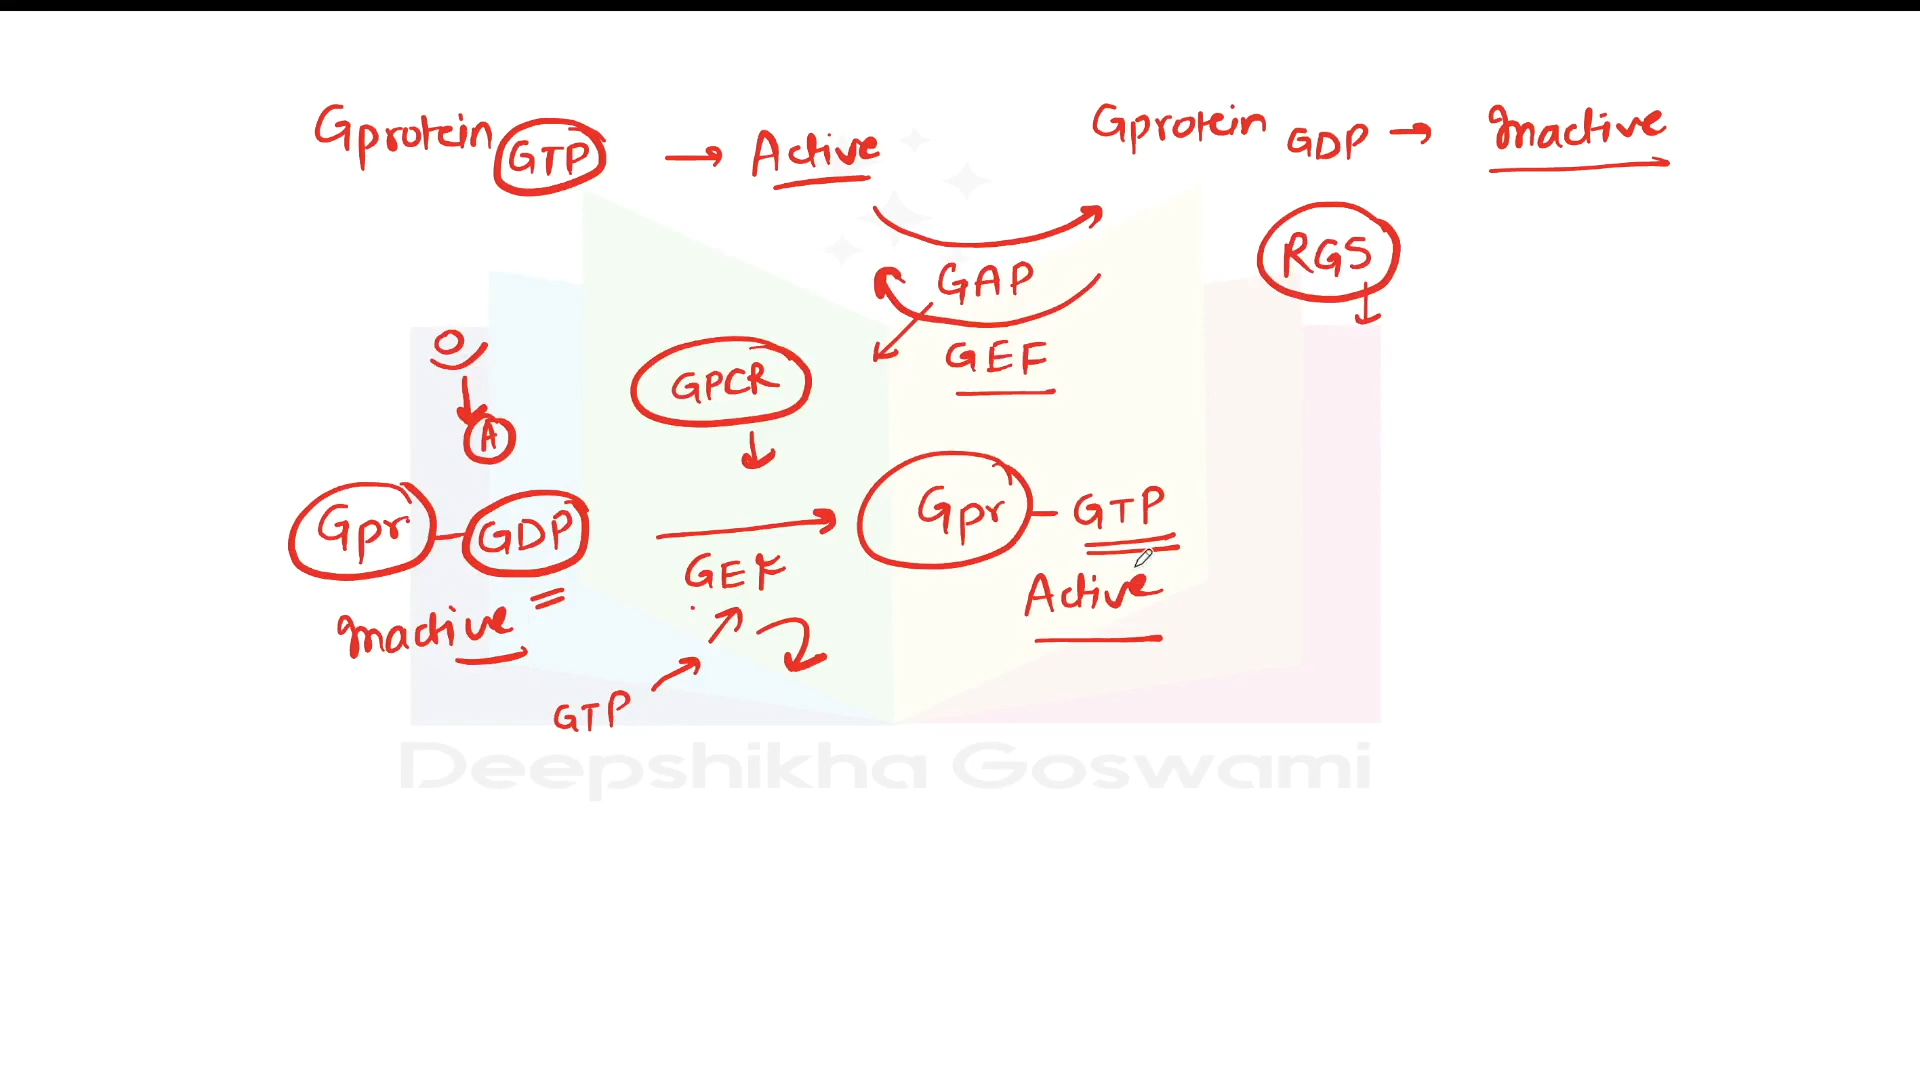 Gprotein GTP → Active
Gprotein GDP → Inactive
RGS
GAP
GEF
GPCR
A
Gpr - GDP
GEF
Gpr - GTP
Inactive
Active
GTP
Deepshikha Goswami